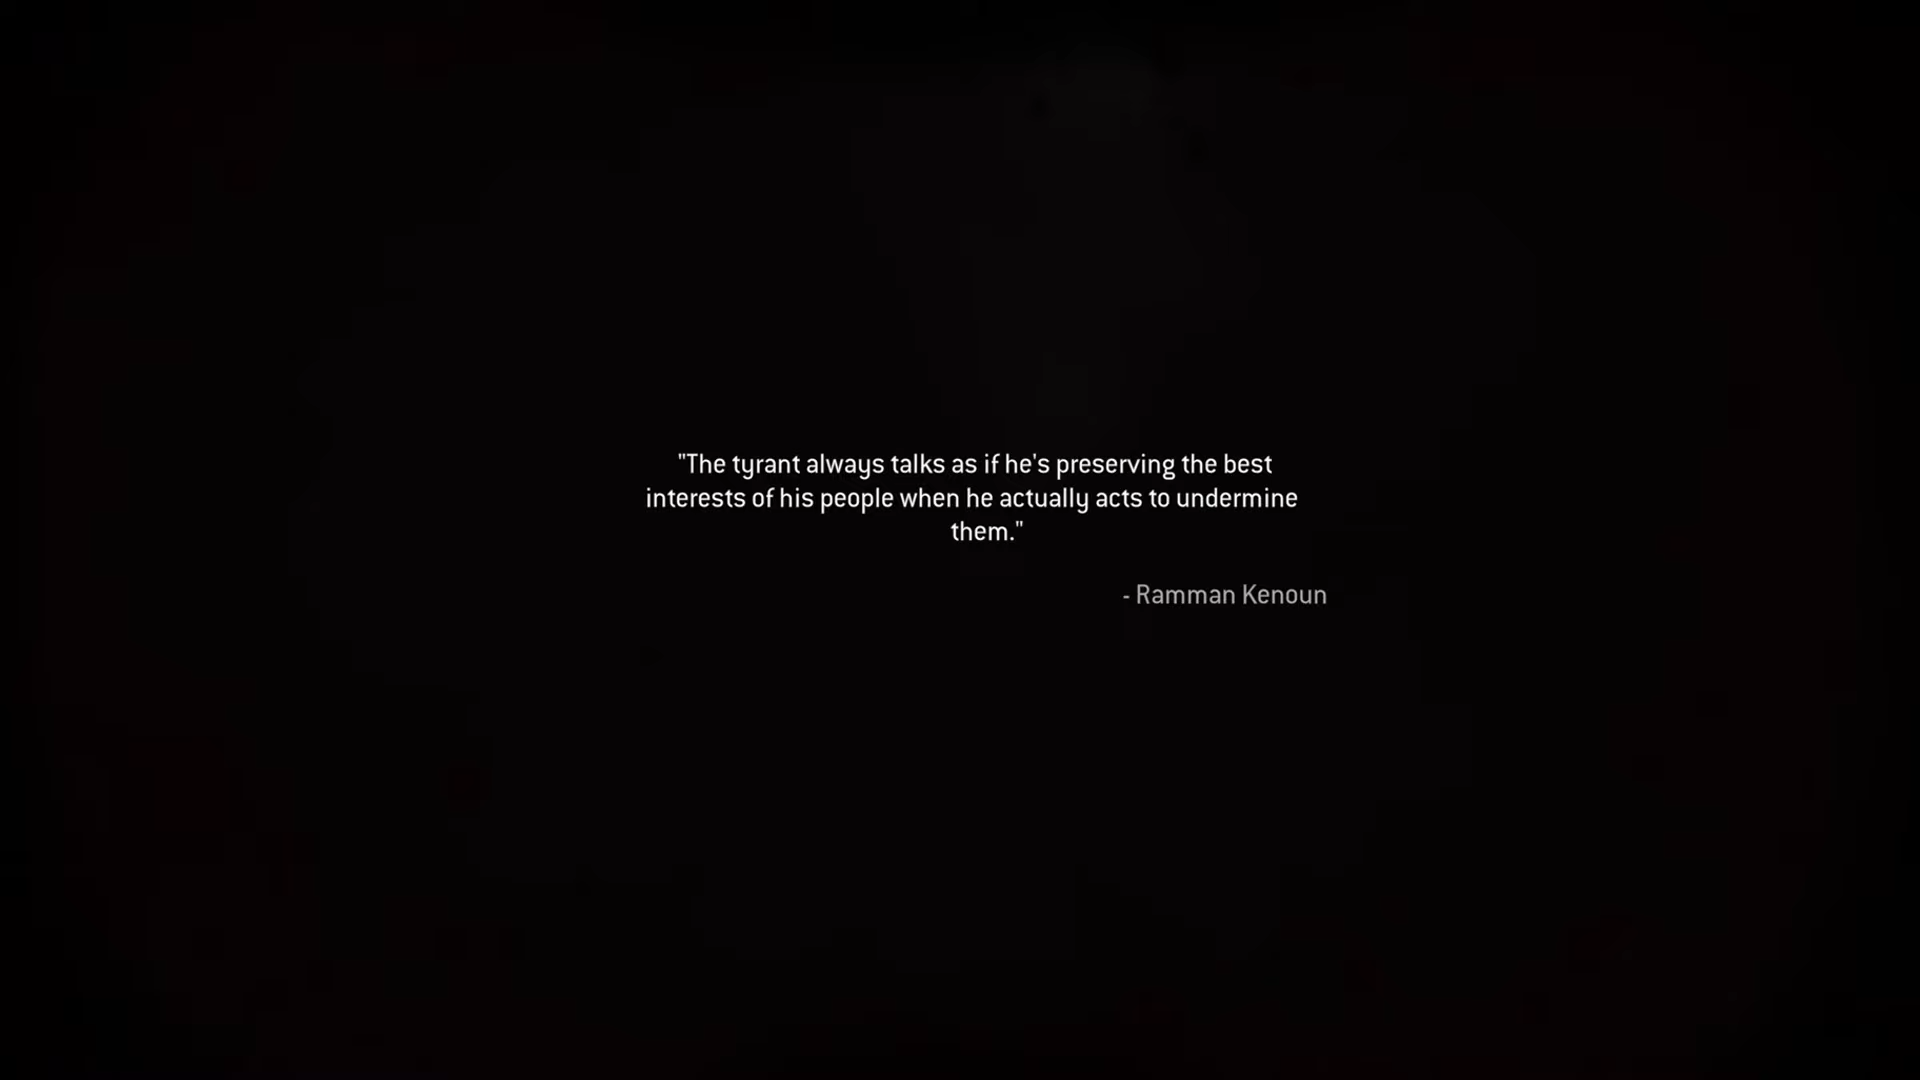 "The tyrant always talks as if he's preserving the best
interests of his people when he actually acts to undermine
them."
- Ramman Kenoun